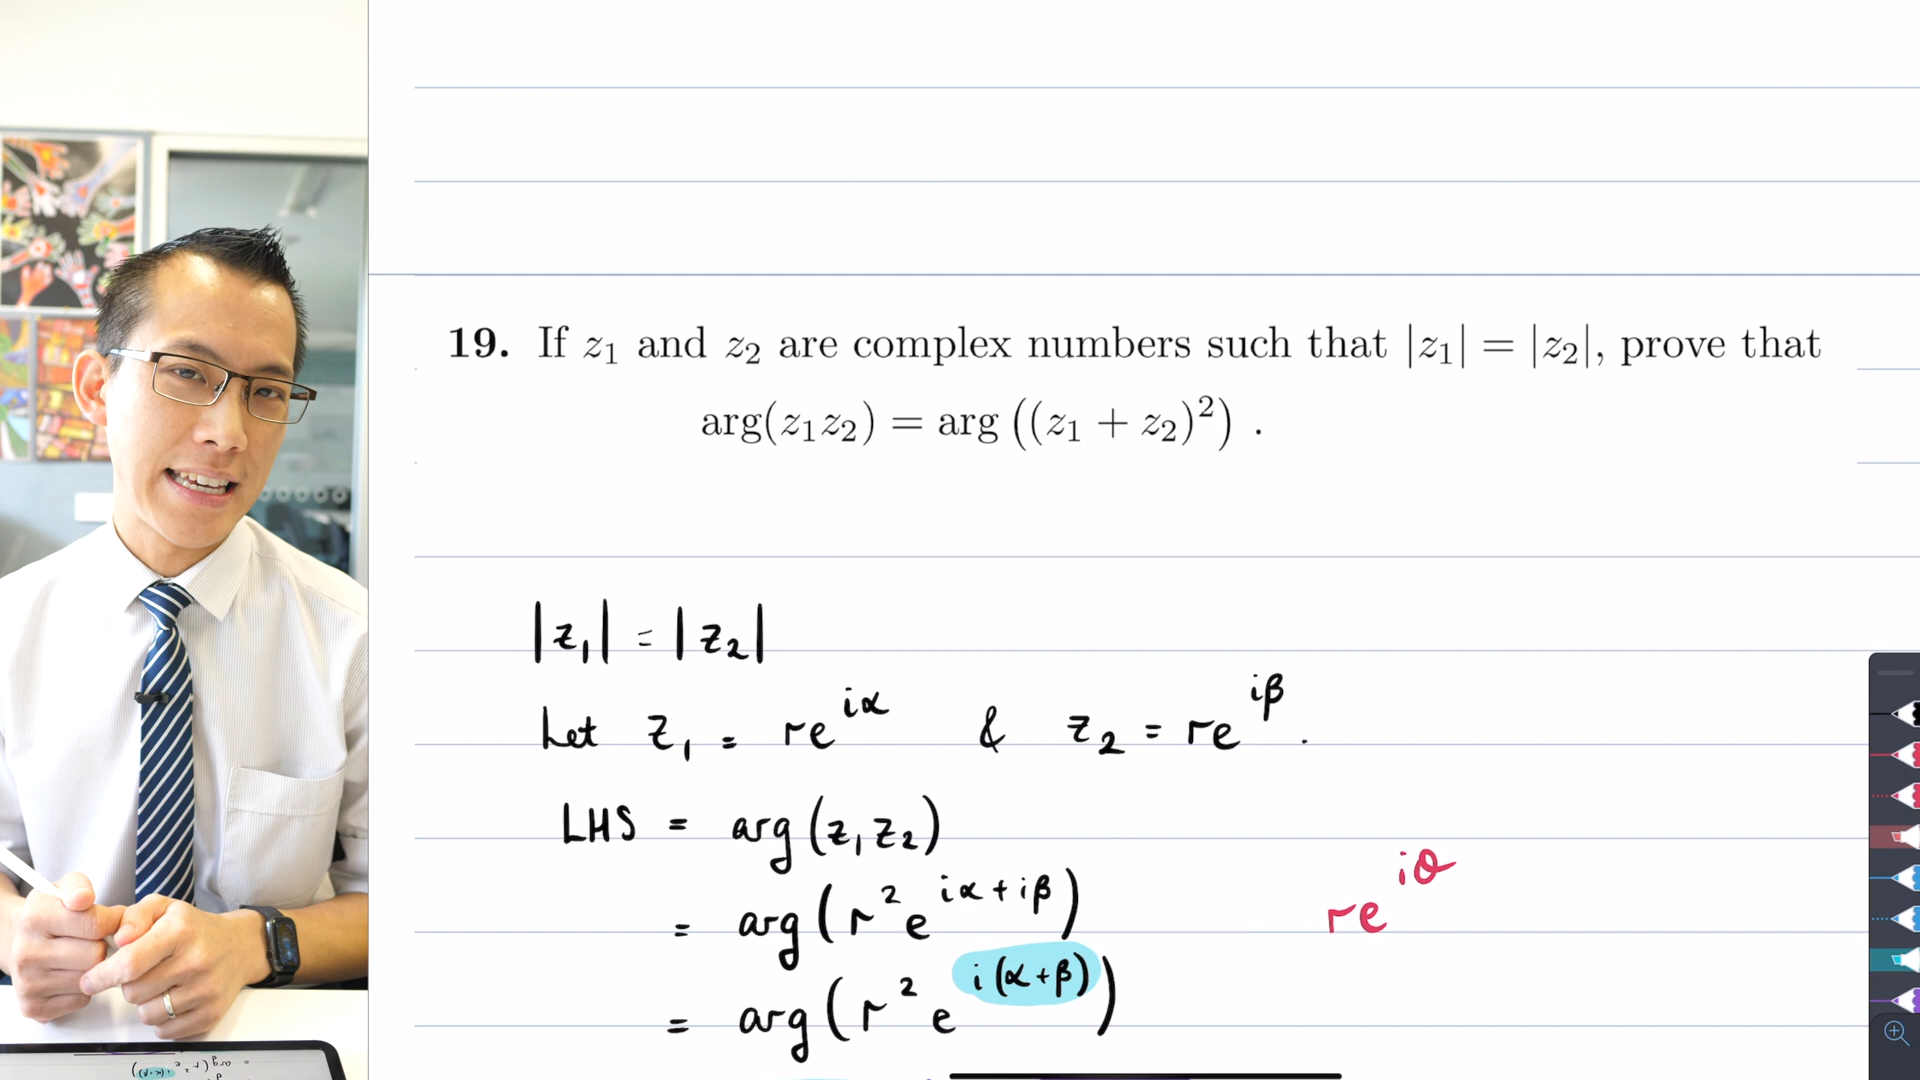 19. If z₁ and z₂ are complex numbers such that |z₁| = |z₂|, prove that
arg(z₁z₂) = arg ((z₁ + z₂)²) .
|z₁| = |z₂|
Let z₁ = re^{iα} & z₂ = re^{iβ}.
LHS = arg(z₁z₂)
= arg(r²e^{iα+iβ})
re^{iθ}
= arg(r²e^{i(α+β)})